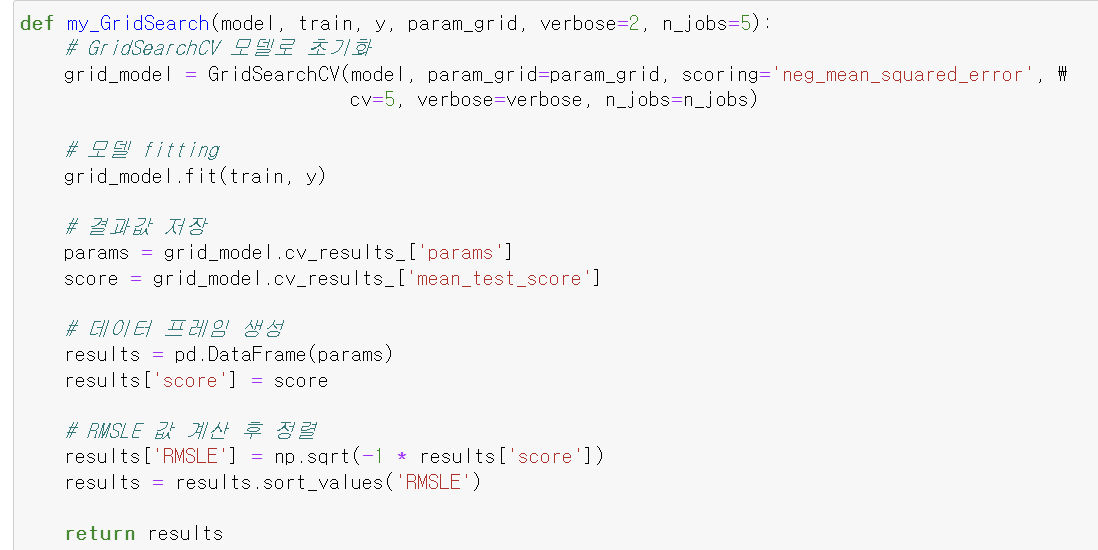 def my_GridSearch(model, train, y, param_grid, verbose=2, n_jobs=5):
    # GridSearchCV 모델로 초기화
    grid_model = GridSearchCV(model, param_grid=param_grid, scoring='neg_mean_squared_error', ₩
                              cv=5, verbose=verbose, n_jobs=n_jobs)
    # 모델 fitting
    grid_model.fit(train, y)
    # 결과값 저장
    params = grid_model.cv_results_['params']
    score = grid_model.cv_results_['mean_test_score']
    # 데이터 프레임 생성
    results = pd.DataFrame(params)
    results['score'] = score
    # RMSLE 값 계산 후 정렬
    results['RMSLE'] = np.sqrt(-1 * results['score'])
    results = results.sort_values('RMSLE')
    return results